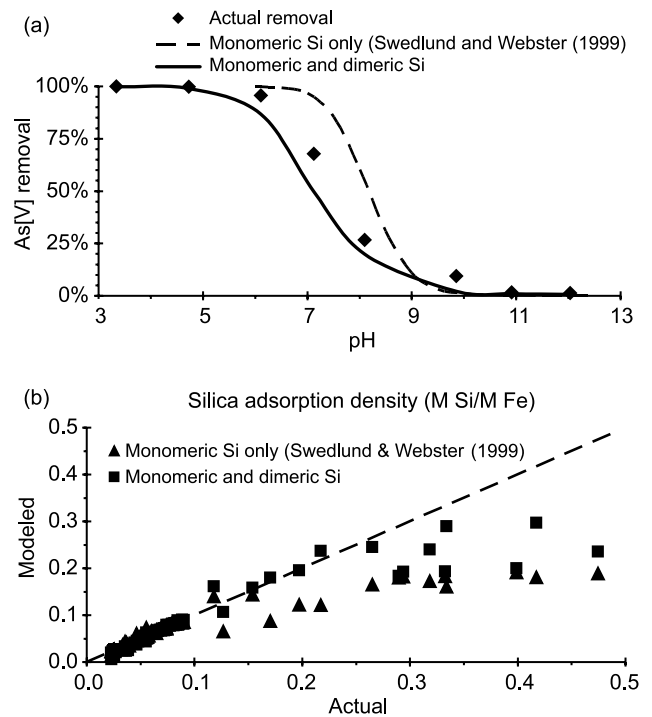 (a)
Actual removal
Monomeric Si only (Swedlund and Webster (1999)
Monomeric and dimeric Si
100%
75%
50%
25%
0%
As[V] removal
3 5 7 9 11 13
pH
(b)
Silica adsorption density (M Si/M Fe)
0.5
0.4
0.3
0.2
0.1
0.0
Modeled
Monomeric Si only (Swedlund & Webster (1999)
Monomeric and dimeric Si
0.0 0.1 0.2 0.3 0.4 0.5
Actual